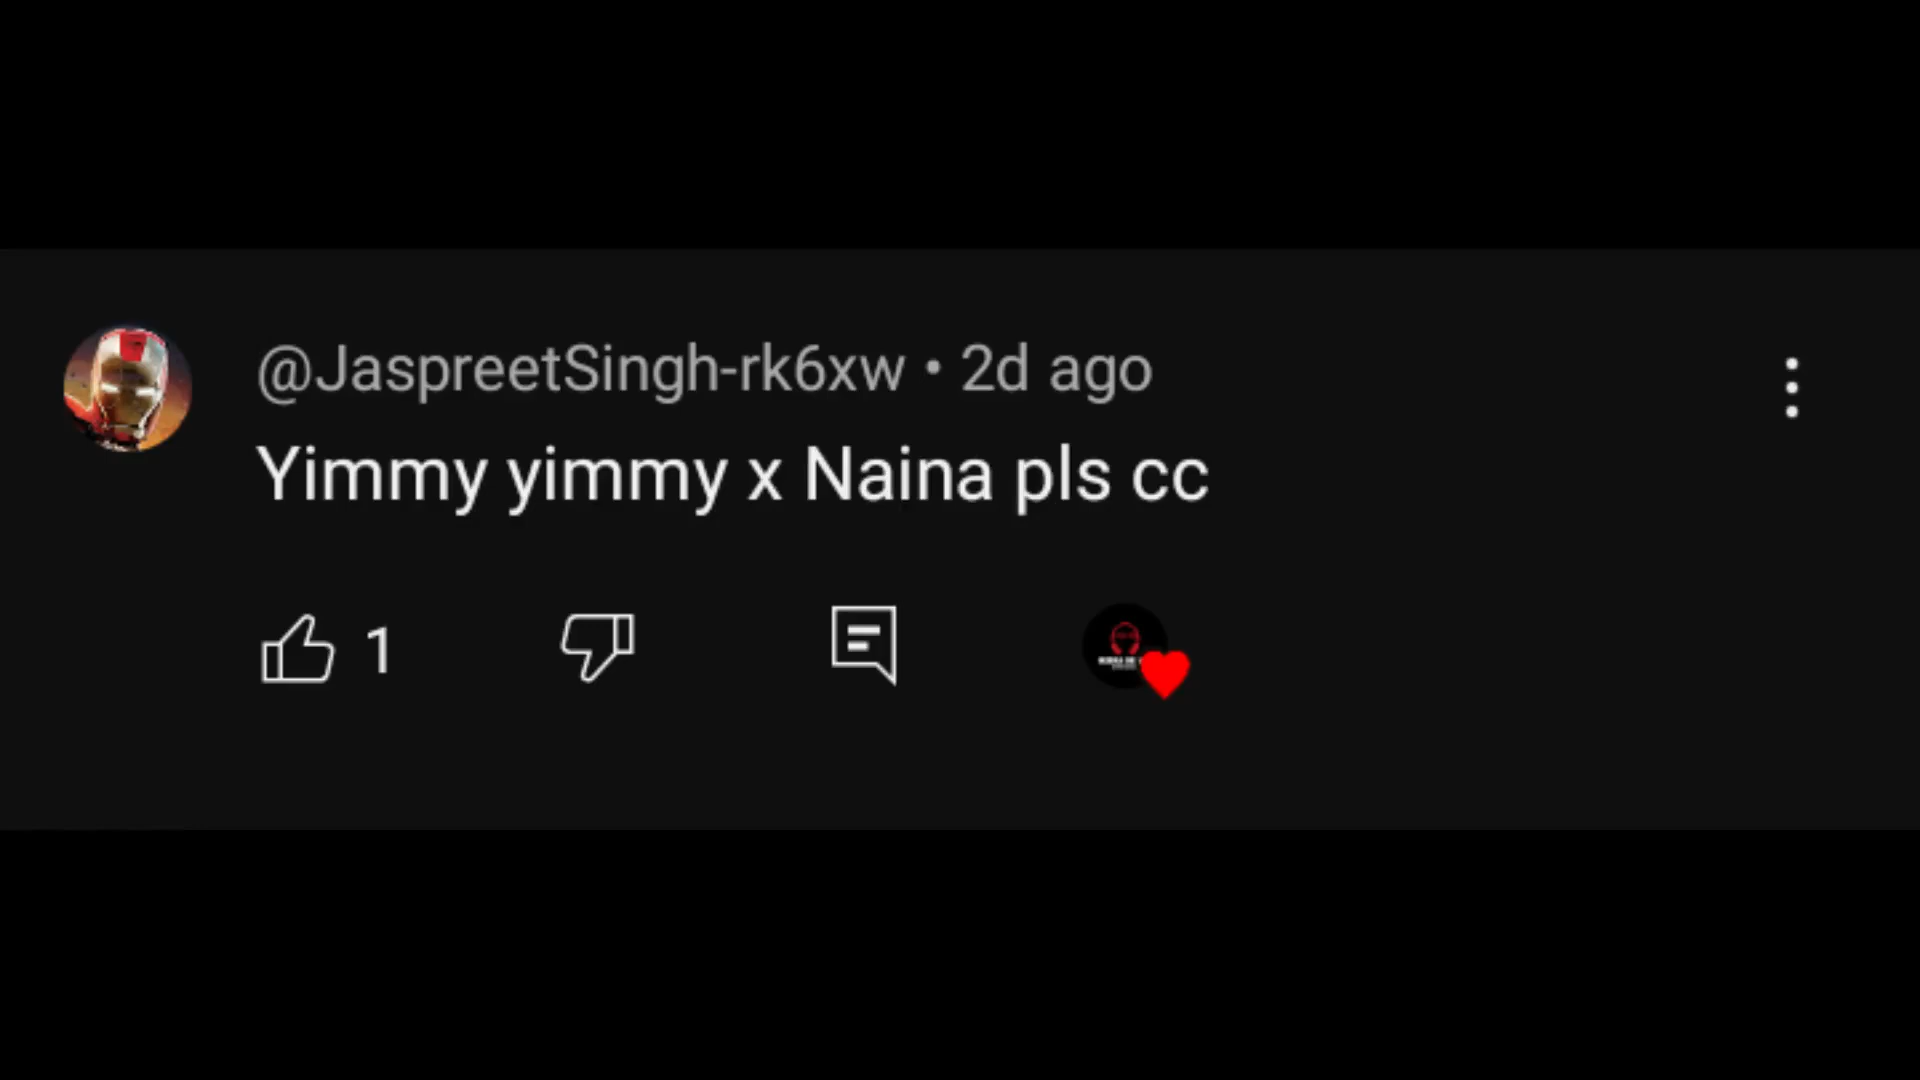 @JaspreetSingh-rk6xw • 2d ago
Yimmy yimmy x Naina pls cc
1